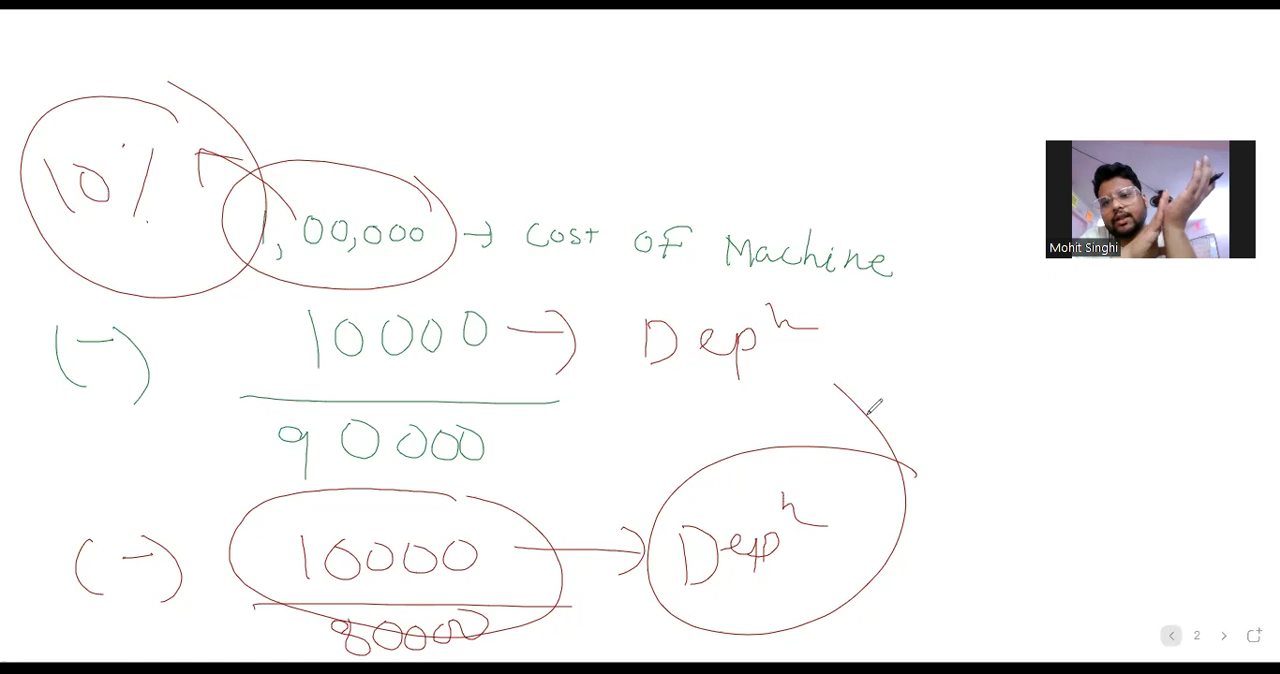 10%
1,00,000 → Cost OF Machine
Mohit Singhi
(-) 10000 → Depn
90000
(-) 10000 → Depn
80000
2